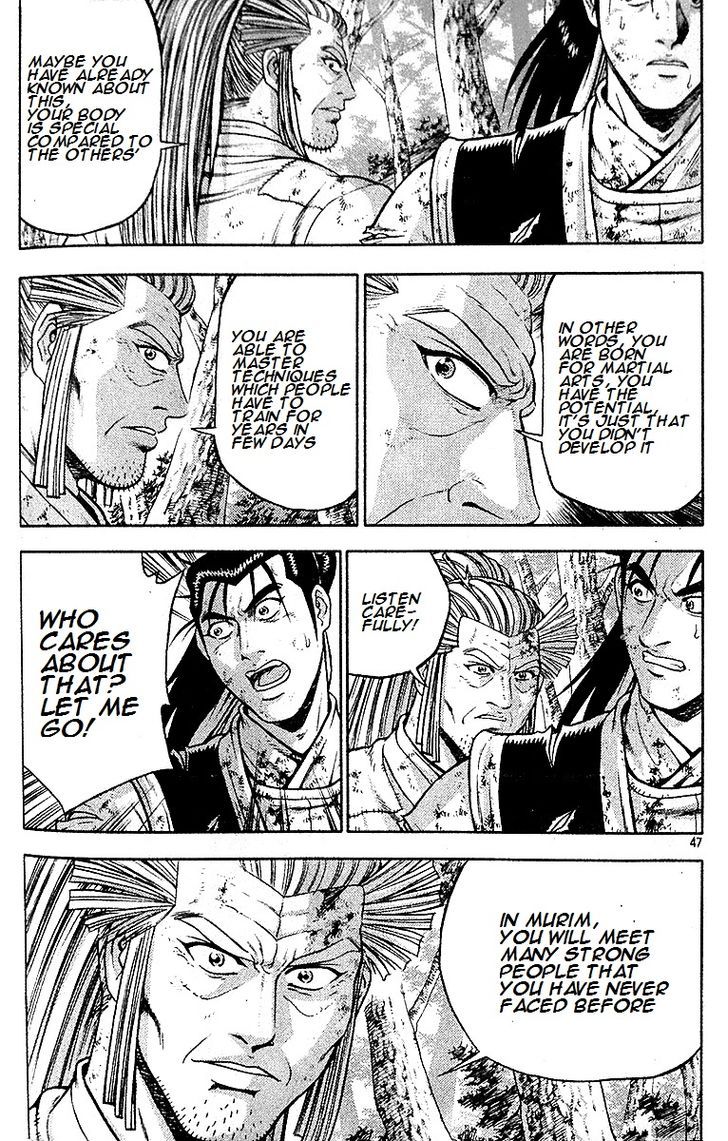 MAYBE YOU
HAVE ALREADY
KNOWN ABOUT
THIS,
YOUR BODY
IS SPECIAL
COMPARED TO
THE OTHERS'
YOU ARE
ABLE TO
MASTER
TECHNIQUES
WHICH PEOPLE
HAVE TO
TRAIN FOR
YEARS IN
FEW DAYS
IN OTHER
WORDS, YOU
ARE BORN
FOR MARTIAL
ARTS, YOU
HAVE THE
POTENTIAL,
IT'S JUST THAT
YOU DIDN'T
DEVELOP IT
WHO
CARES
ABOUT
THAT?
LET ME
GO!
LISTEN
CARE-
FULLY!
47
IN MURIM,
YOU WILL MEET
MANY STRONG
PEOPLE THAT
YOU HAVE NEVER
FACED BEFORE